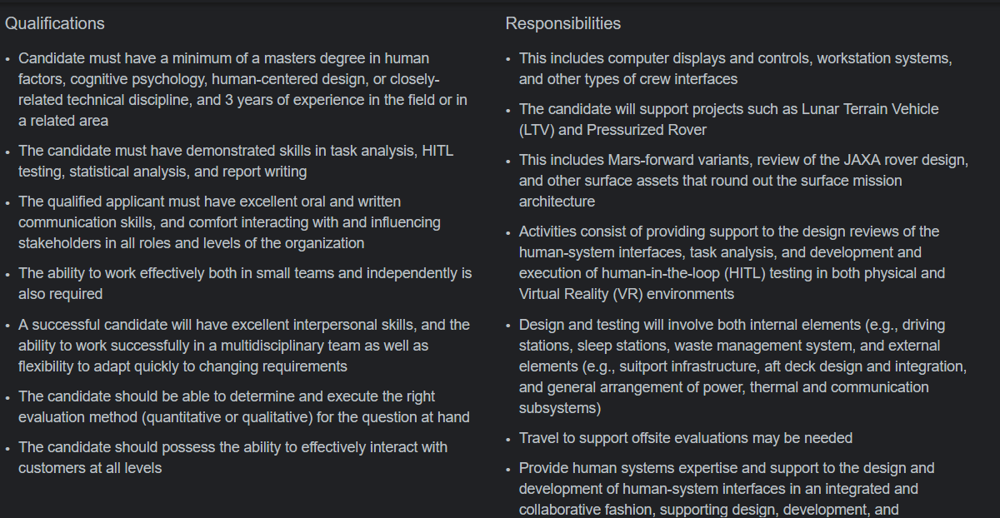 Qualifications
• Candidate must have a minimum of a masters degree in human
factors, cognitive psychology, human-centered design, or closely-
related technical discipline, and 3 years of experience in the field or in
a related area
• The candidate must have demonstrated skills in task analysis, HITL
testing, statistical analysis, and report writing
• The qualified applicant must have excellent oral and written
communication skills, and comfort interacting with and influencing
stakeholders in all roles and levels of the organization
• The ability to work effectively both in small teams and independently is
also required
• A successful candidate will have excellent interpersonal skills, and the
ability to work successfully in a multidisciplinary team as well as
flexibility to adapt quickly to changing requirements
• The candidate should be able to determine and execute the right
evaluation method (quantitative or qualitative) for the question at hand
• The candidate should possess the ability to effectively interact with
customers at all levels
Responsibilities
• This includes computer displays and controls, workstation systems,
and other types of crew interfaces
• The candidate will support projects such as Lunar Terrain Vehicle
(LTV) and Pressurized Rover
• This includes Mars-forward variants, review of the JAXA rover design,
and other surface assets that round out the surface mission
architecture
• Activities consist of providing support to the design reviews of the
human-system interfaces, task analysis, and development and
execution of human-in-the-loop (HITL) testing in both physical and
Virtual Reality (VR) environments
• Design and testing will involve both internal elements (e.g., driving
stations, sleep stations, waste management system, and external
elements (e.g., suitport infrastructure, aft deck design and integration,
and general arrangement of power, thermal and communication
subsystems)
• Travel to support offsite evaluations may be needed
• Provide human systems expertise and support to the design and
development of human-system interfaces in an integrated and
collaborative fashion, supporting design, development, and